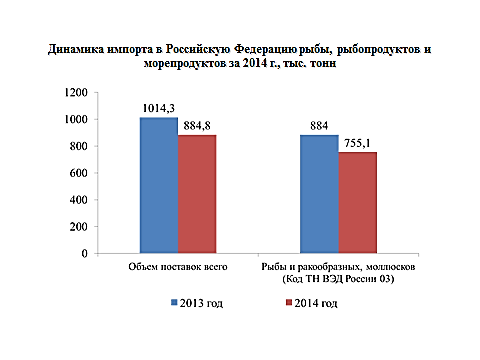 Динамика импорта в Российскую Федерацию рыбы, рыбопродуктов и
морепродуктов за 2014 г., тыс. тонн
1200
1000
800
600
400
200
0
1014,3
884,8
884
755,1
Объем поставок всего
Рыбы и ракообразных, моллюсков
(Код ТН ВЭД России 03)
2013 год
2014 год